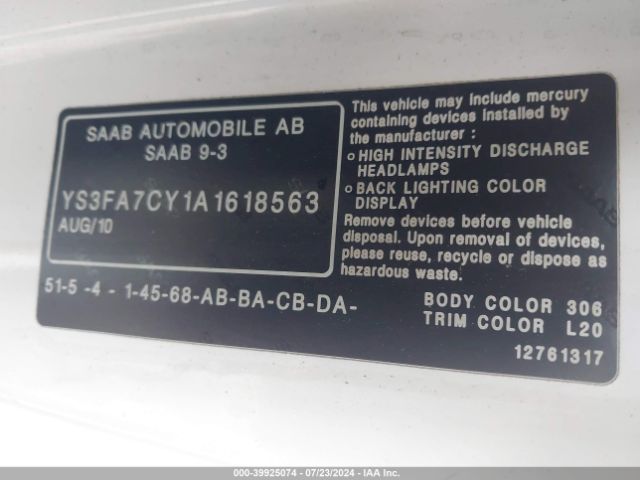 SAAB AUTOMOBILE AB
SAAB 9-3
YS3FA7CY1A1618563
AUG/10
This vehicle may include mercury
containing devices installed by
the manufacturer :
o HIGH INTENSITY DISCHARGE
HEADLAMPS
o BACK LIGHTING COLOR
DISPLAY
Remove devices before vehicle
disposal. Upon removal of devices,
please reuse, recycle or dispose as
hazardous waste.
51-5 -4 - 1-45-68-AB-BA-CB-DA-
BODY COLOR 306
TRIM COLOR L20
12761317
000-39925074 - 07/23/2024 - IAAI.COM